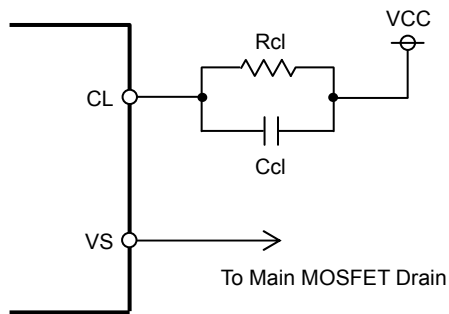 VCC
Rcl
CL
Ccl
VS
To Main MOSFET Drain